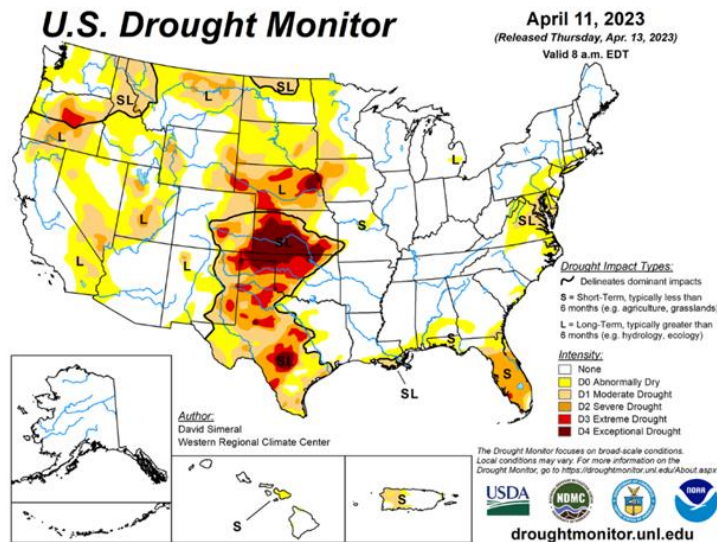 U.S. Drought Monitor
April 11, 2023
(Released Thursday, Apr. 13, 2023)
Valid 8 a.m. EDT
SL
SL
L
L
L
L
S
SL
L
L
L
SL
S
S
SL
SL
Drought Impact Types:
Delineates dominant impacts
S = Short-Term, typically less than
6 months (e.g. agriculture, grasslands)
L = Long-Term, typically greater than
6 months (e.g. hydrology, ecology)
Intensity:
None
D0 Abnormally Dry
D1 Moderate Drought
D2 Severe Drought
D3 Extreme Drought
D4 Exceptional Drought
Author:
David Simeral
Western Regional Climate Center
S
S
The Drought Monitor focuses on broad-scale conditions.
Local conditions may vary. For more information on the
Drought Monitor, go to https://droughtmonitor.unl.edu/About.aspx
USDA
NDMC
NOAA
droughtmonitor.unl.edu